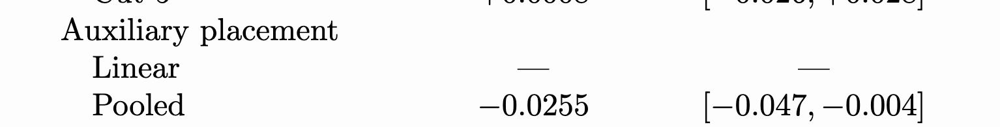 Auxiliary placement
Linear — —
Pooled −0.0255 [−0.047, −0.004]